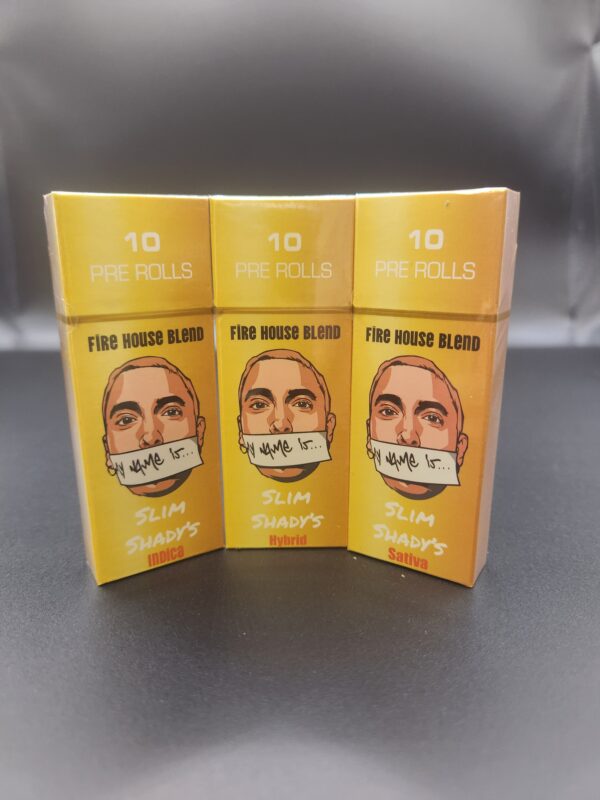 10
PRE ROLLS
FIRE HOUSE BLEND
MY NAME IS...
SLIM
SHADY'S
INDICA
10
PRE ROLLS
FIRE HOUSE BLEND
MY NAME IS...
SLIM
SHADY'S
Hybrid
10
PRE ROLLS
FIRE HOUSE BLEND
MY NAME IS...
SLIM
SHADY'S
Sativa